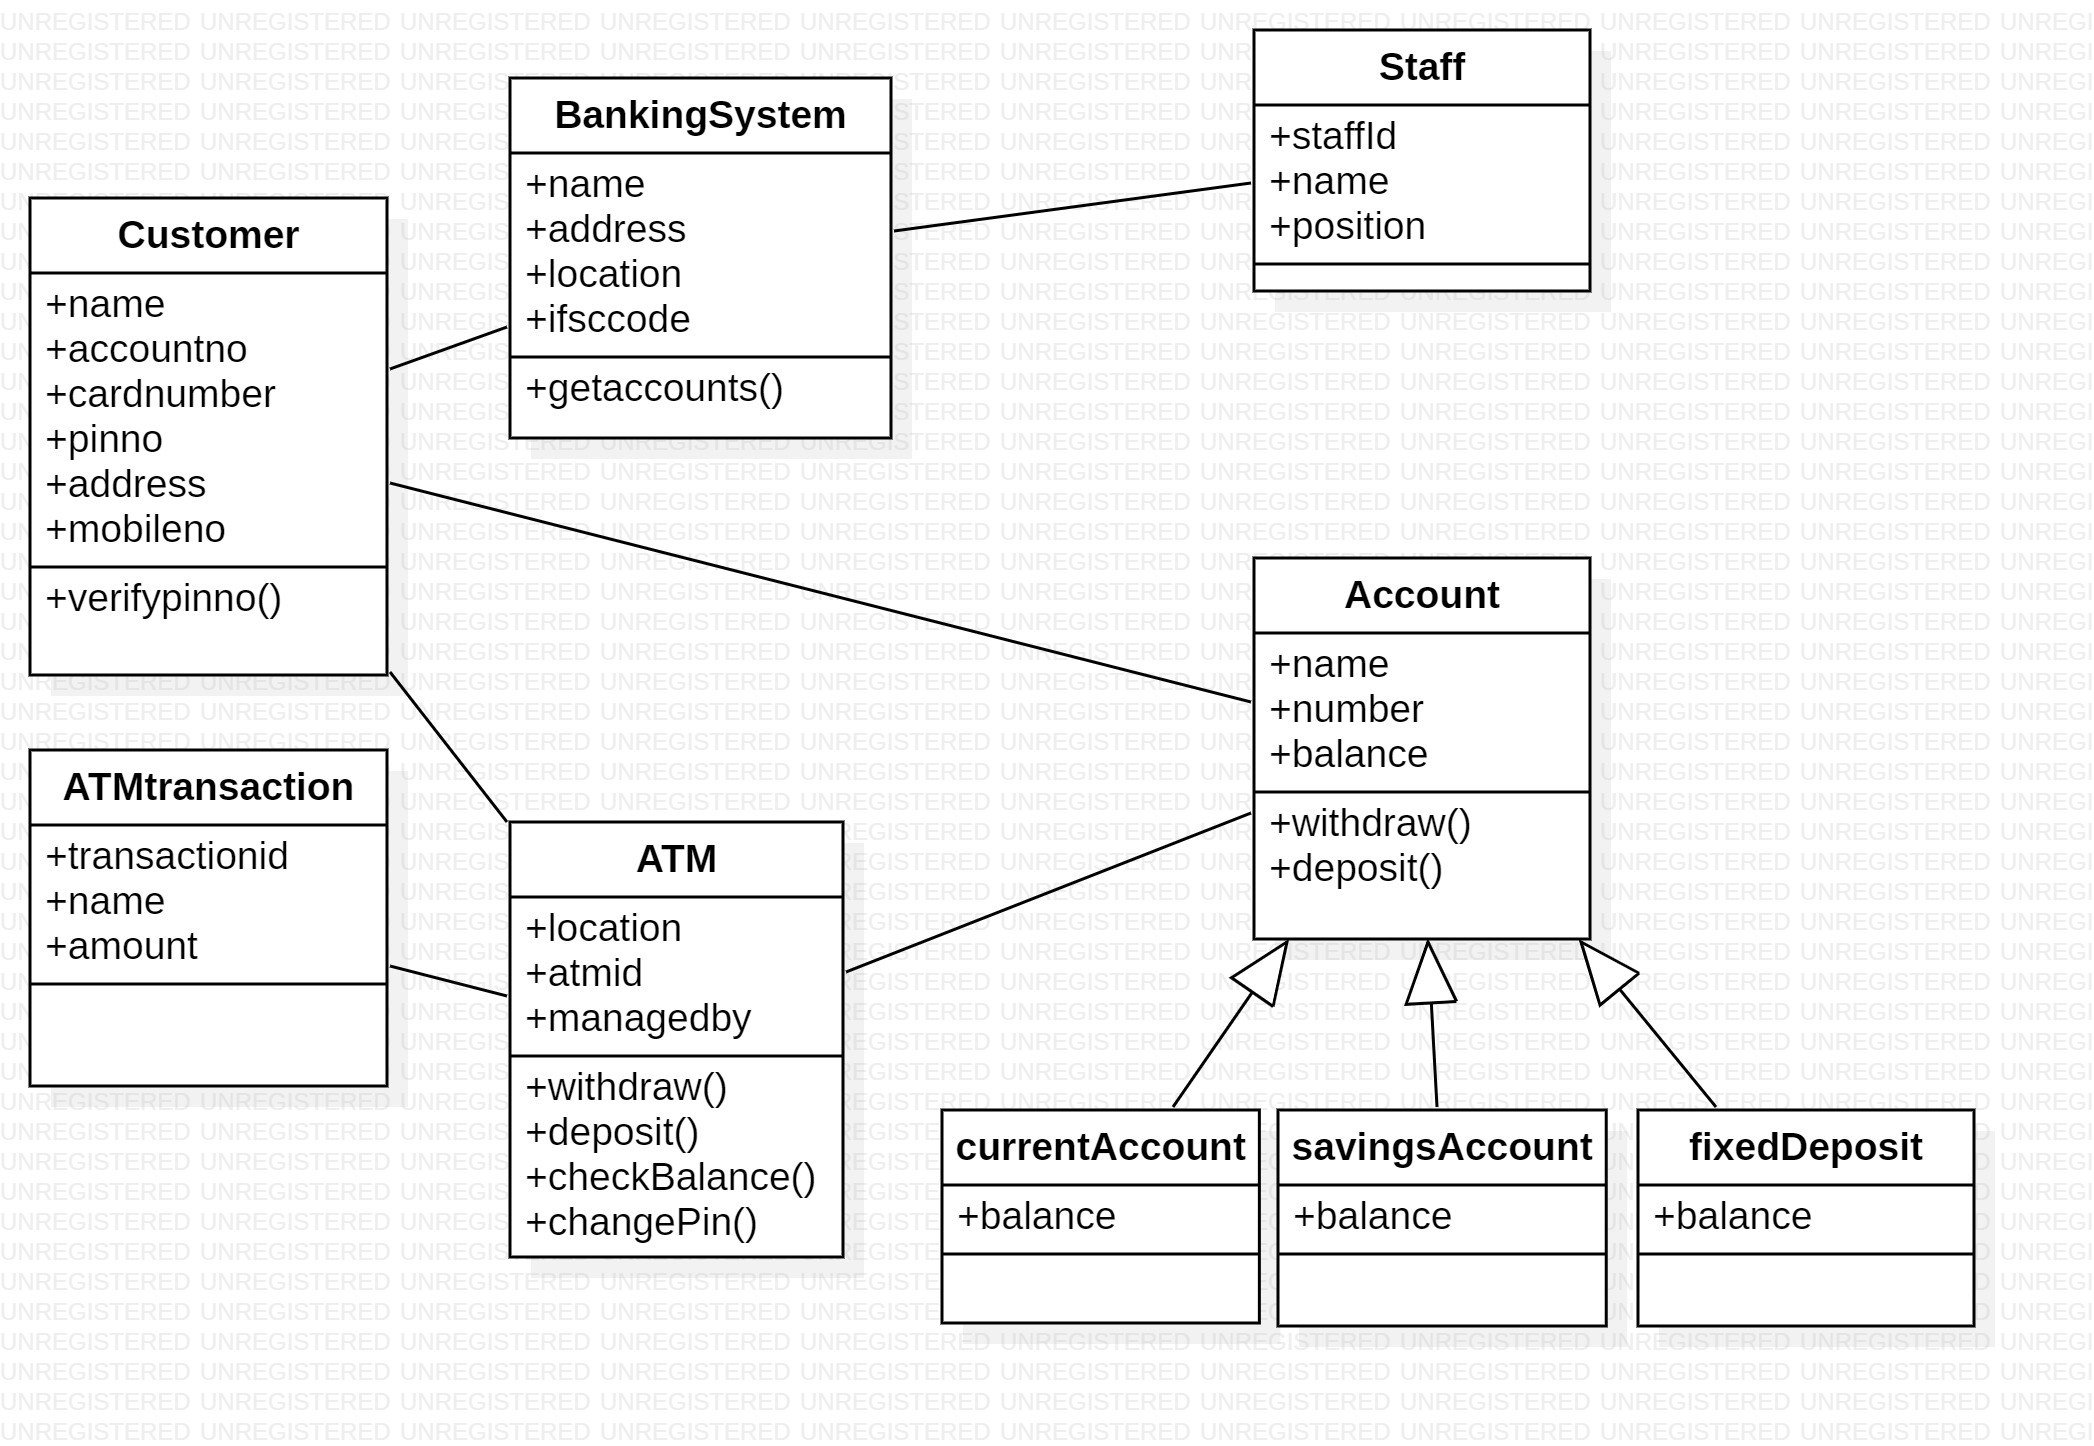 BankingSystem
+name
+address
+location
+ifsccode
+getaccounts()
Staff
+staffId
+name
+position
Customer
+name
+accountno
+cardnumber
+pinno
+address
+mobileno
+verifypinno()
Account
+name
+number
+balance
+withdraw()
+deposit()
ATMtransaction
+transactionid
+name
+amount
ATM
+location
+atmid
+managedby
+withdraw()
+deposit()
+checkBalance()
+changePin()
currentAccount
+balance
savingsAccount
+balance
fixedDeposit
+balance
UNREGISTERED